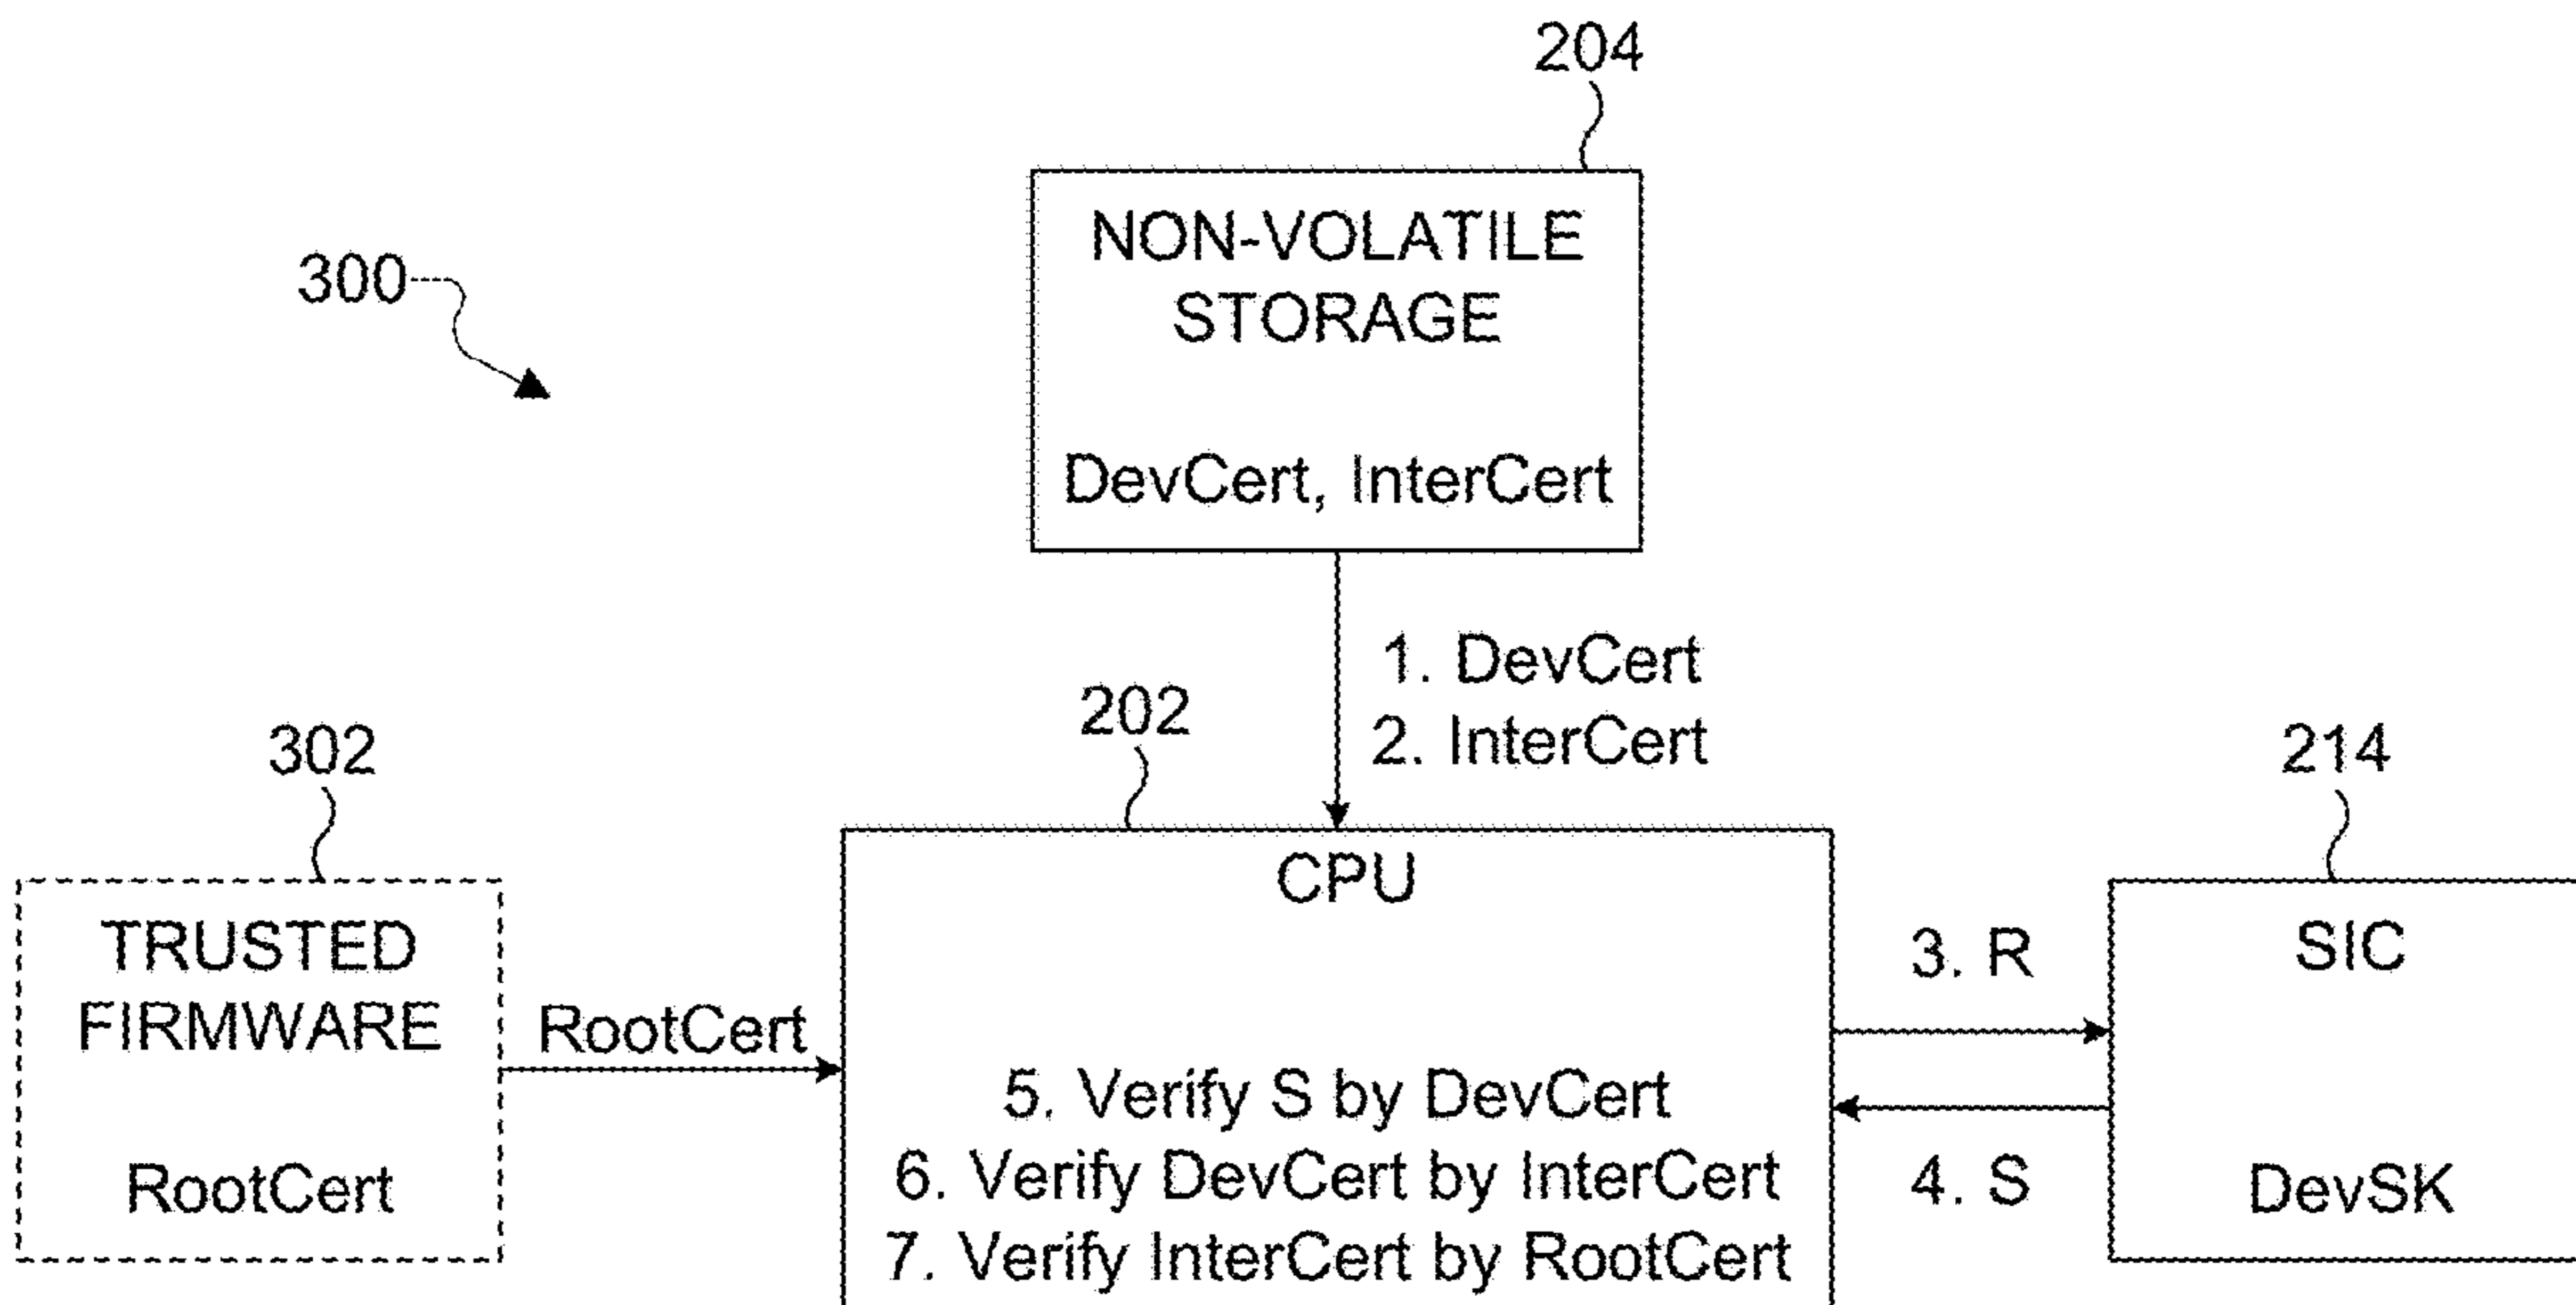 204
NON-VOLATILE
STORAGE
DevCert, InterCert
300
1. DevCert
2. InterCert
202
302
214
TRUSTED
FIRMWARE
RootCert
RootCert
CPU
5. Verify S by DevCert
6. Verify DevCert by InterCert
7. Verify InterCert by RootCert
3. R
4. S
SIC
DevSK